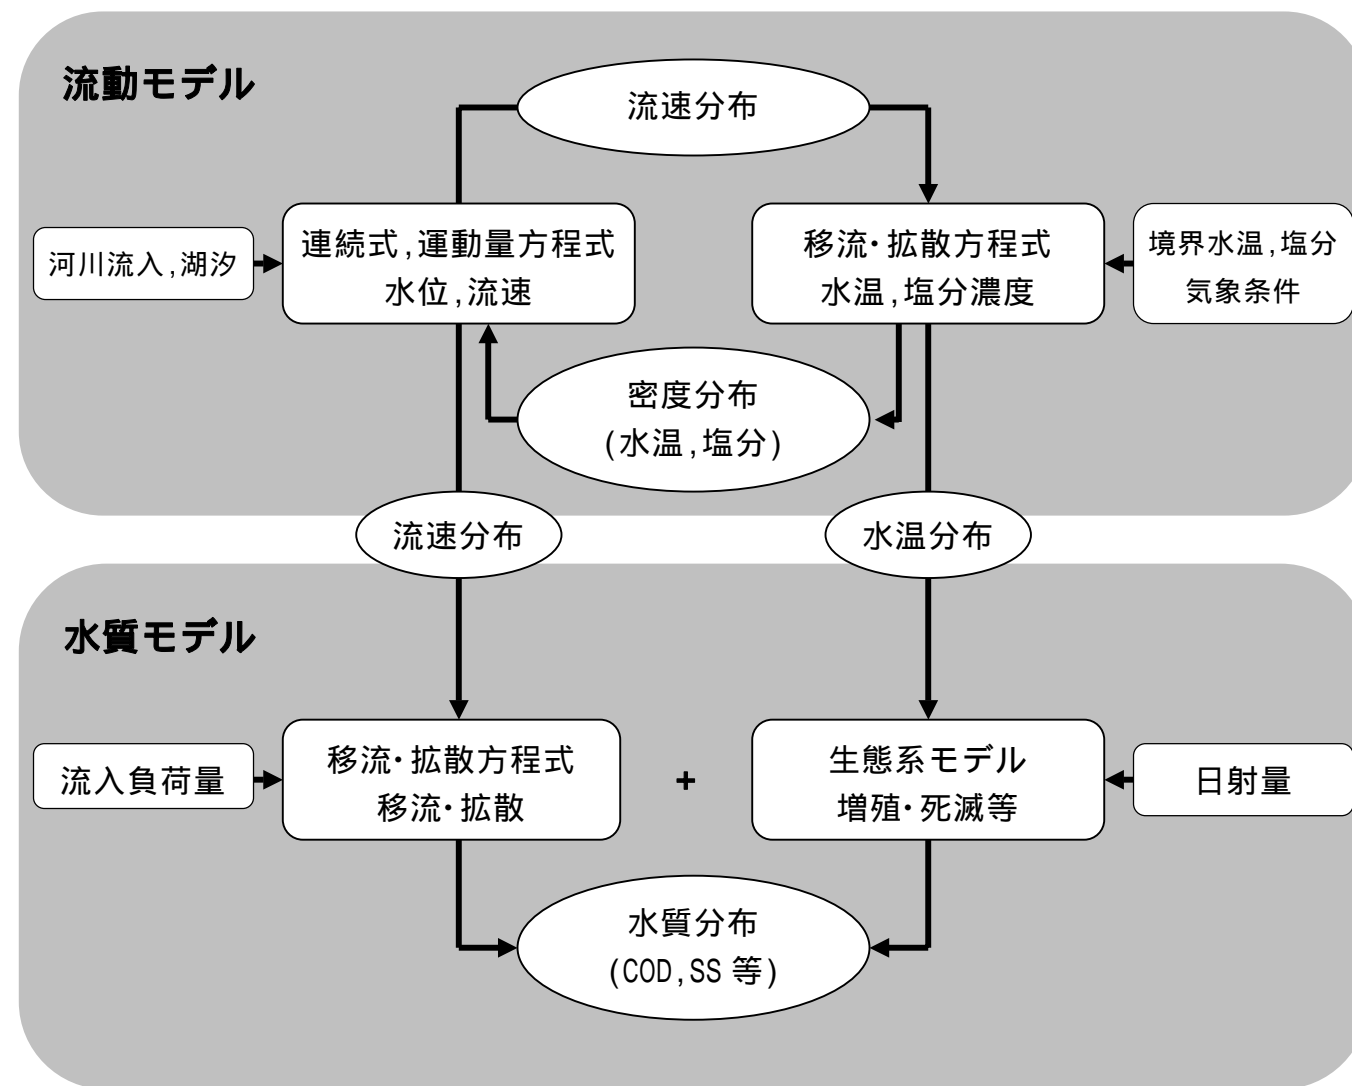 流動モデル
流速分布
河川流入,湖汐
連続式,運動量方程式
水位,流速
移流・拡散方程式
水温,塩分濃度
境界水温,塩分
気象条件
密度分布
(水温,塩分)
流速分布
水温分布
水質モデル
流入負荷量
移流・拡散方程式
移流・拡散
+
生態系モデル
増殖・死滅等
日射量
水質分布
(COD,SS 等)